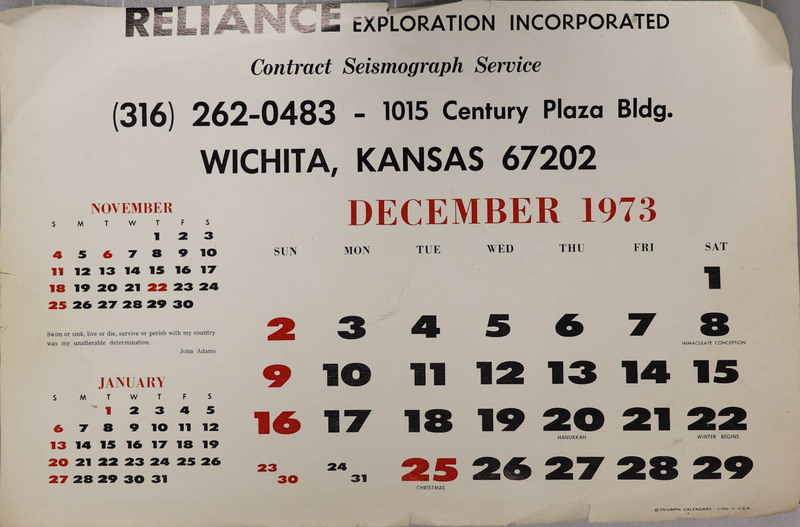 RELIANCE EXPLORATION INCORPORATED
Contract Seismograph Service
(316) 262-0483 - 1015 Century Plaza Bldg.
WICHITA, KANSAS 67202
NOVEMBER
S M T W T F S
1 2 3
4 5 6 7 8 9 10
11 12 13 14 15 16 17
18 19 20 21 22 23 24
25 26 27 28 29 30
Swim or sink, live or die, survive or perish with my country
was my unalterable determination.
John Adams
JANUARY
S M T W T F S
1 2 3 4 5
6 7 8 9 10 11 12
13 14 15 16 17 18 19
20 21 22 23 24 25 26
27 28 29 30 31
DECEMBER 1973
SUN MON TUE WED THU FRI SAT
1
2 3 4 5 6 7 8
IMMACULATE CONCEPTION
9 10 11 12 13 14 15
16 17 18 19 20 21 22
HANUKKAH WINTER BEGINS
23 30 24 31 25 26 27 28 29
CHRISTMAS
©TRIUMPH CALENDARS - Litho in U.S.A.